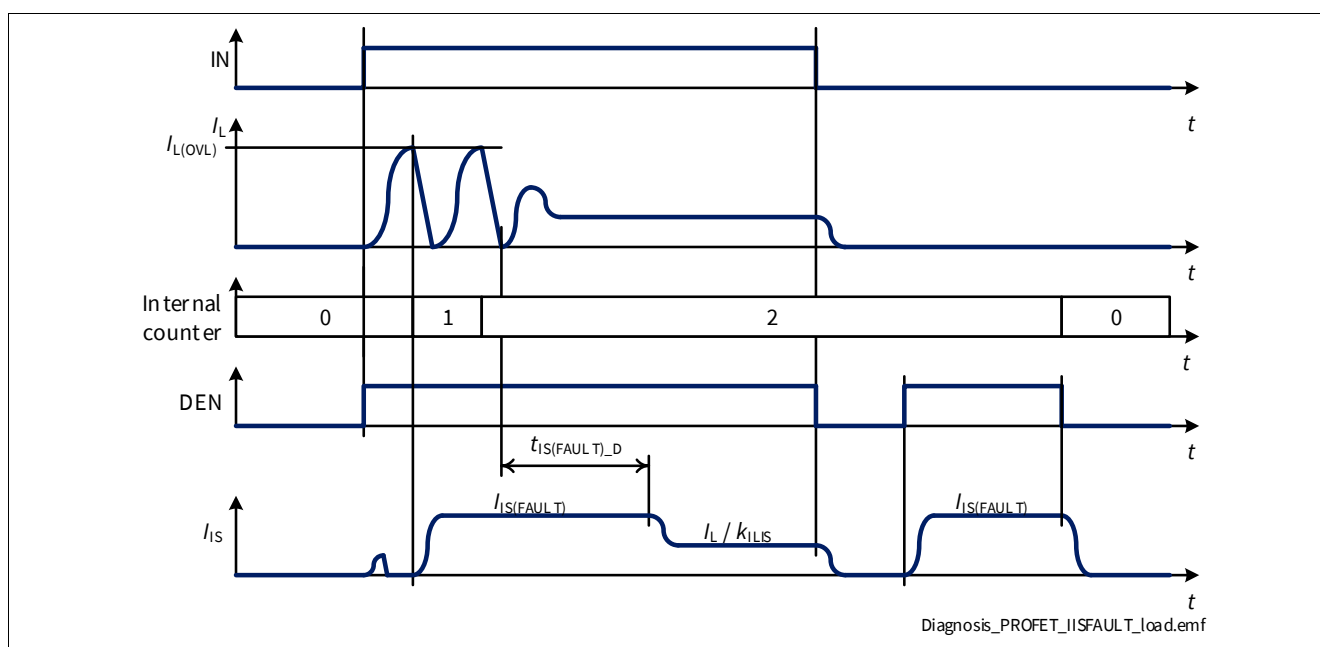 IN
t
I_L
I_L(OVL)
t
Internal
counter
0 1 2 0
t
DEN
t
t_IS(FAULT)_D
I_IS(FAULT) I_IS(FAULT)
I_IS
I_L / k_ILIS
t
Diagnosis_PROFET_IISFAULT_load.emf